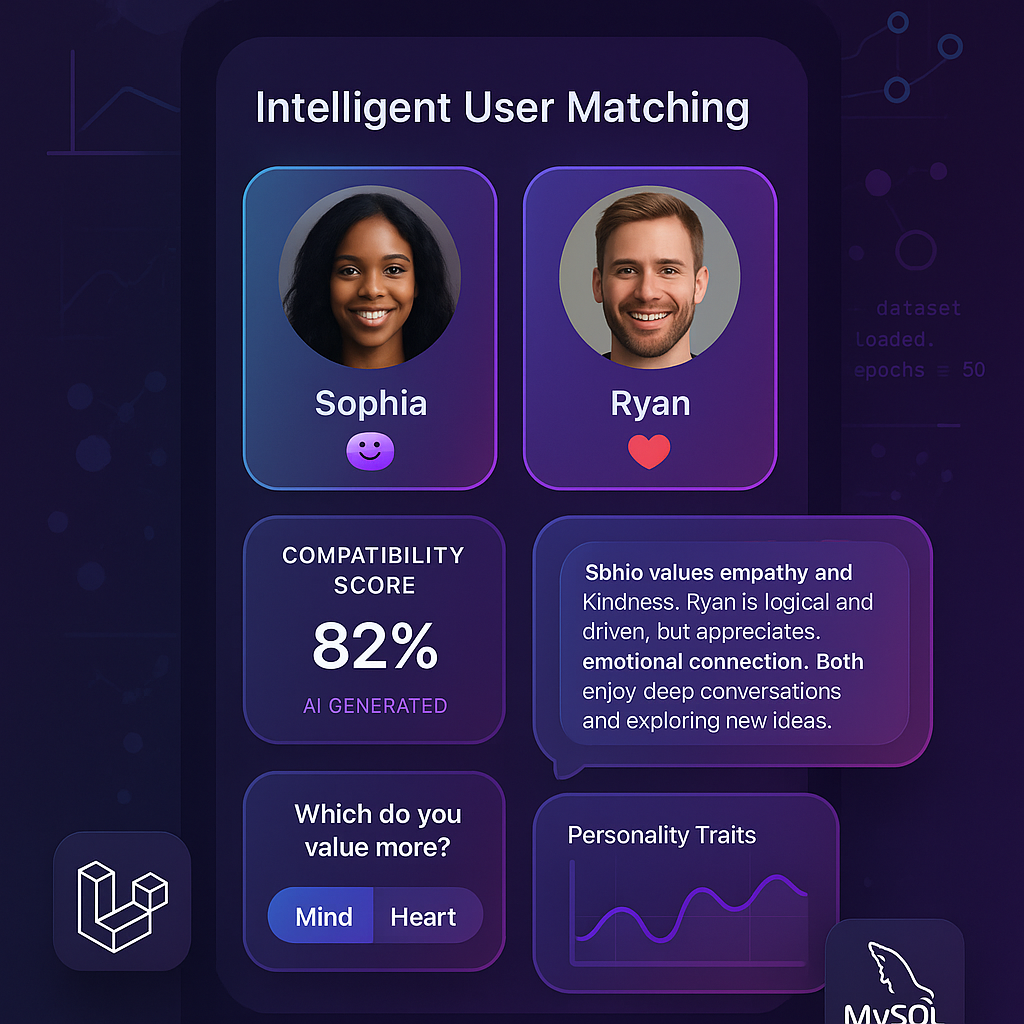 Intelligent User Matching
Sophia
Ryan
COMPATIBILITY
SCORE
82%
AI GENERATED
Sbhio values empathy and
Kindness. Ryan is logical and
driven, but appreciates.
emotional connection. Both
enjoy deep conversations
and exploring new ideas.
Which do you
value more?
Mind
Heart
Personality Traits
dataset
loaded.
epochs = 50
MySQL